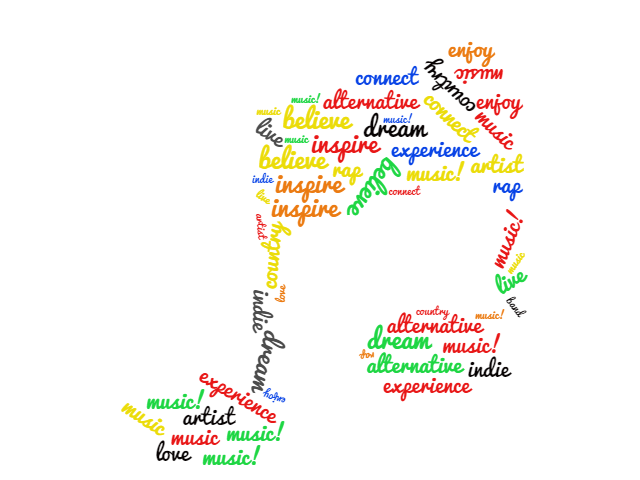 enjoy
music
connect
country
music!
alternative
connect
enjoy
music
believe
music!
music
live
dream
music
inspire
experience
believe
rap
believe
music!
artist
indie
inspire
connect
rap
live
inspire
artist
country
music!
music
live
love
band
indie
country
music!
alternative
dream
dream
music!
rap
alternative
indie
experience
experience
enjoy
music!
music
artist
music
music!
love
music!